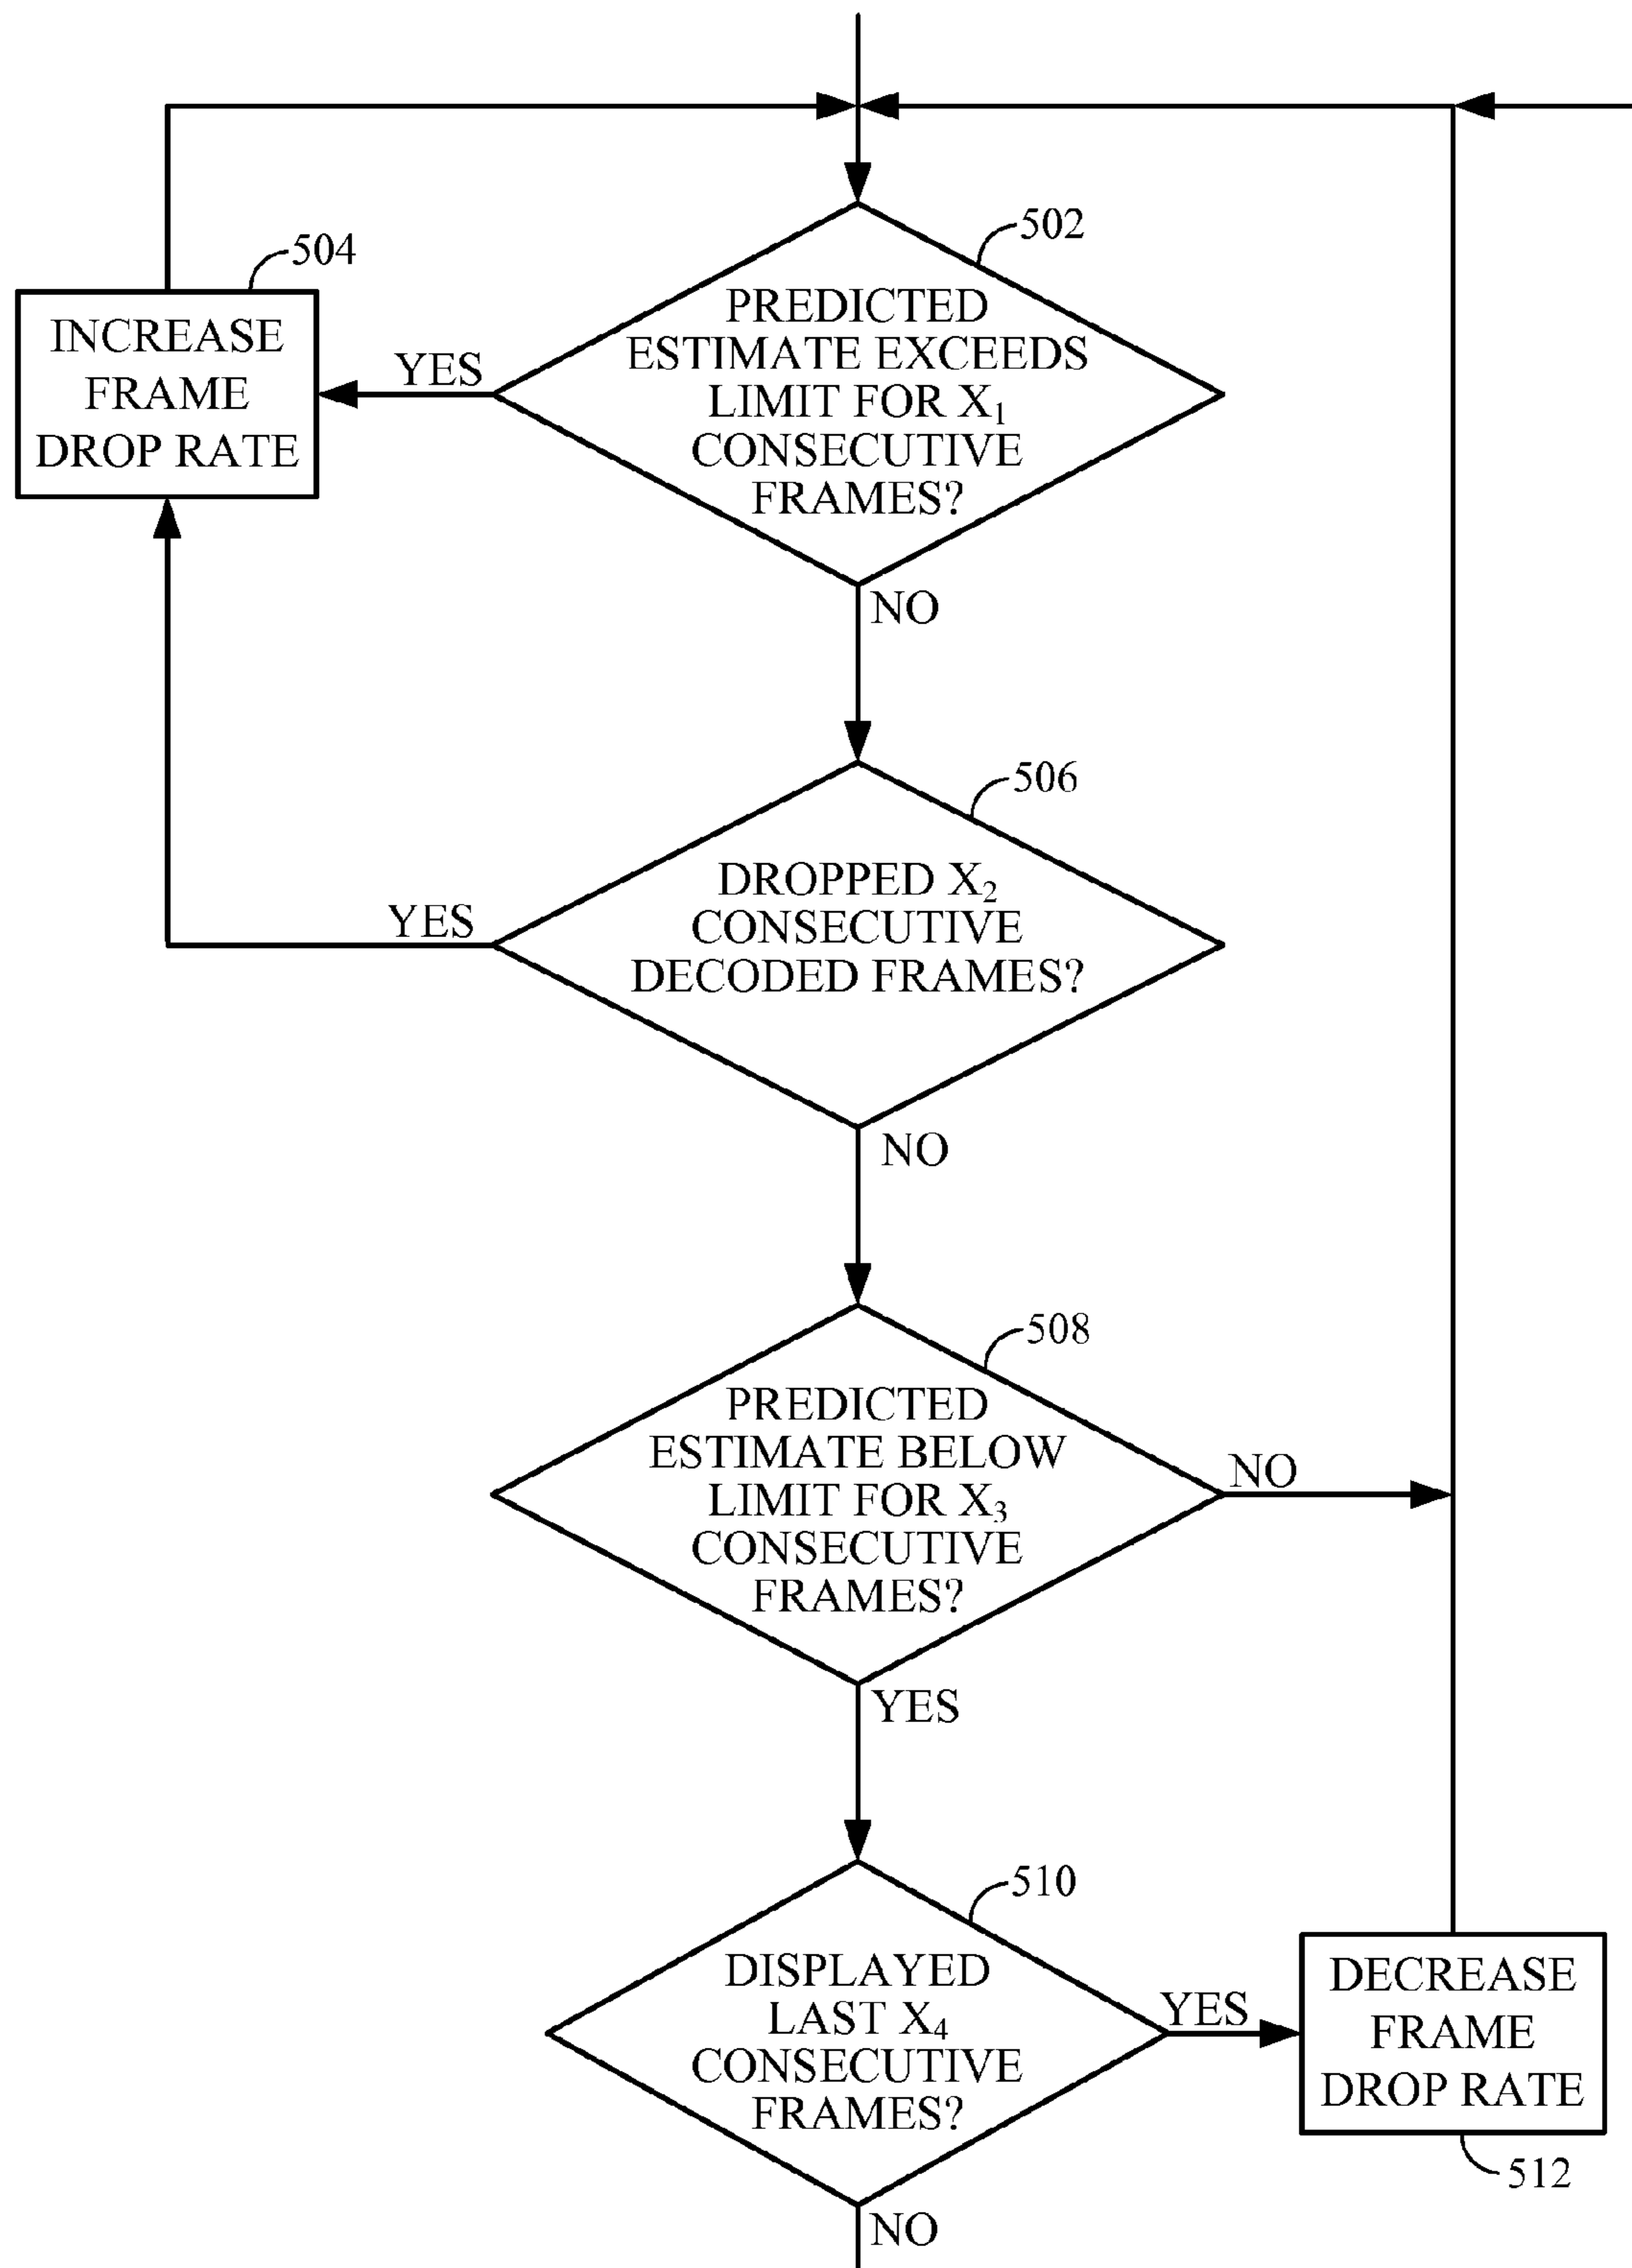 502
504
PREDICTED
ESTIMATE EXCEEDS
LIMIT FOR X₁
CONSECUTIVE
FRAMES?
YES
INCREASE
FRAME
DROP RATE
NO
506
DROPPED X₂
CONSECUTIVE
DECODED FRAMES?
YES
NO
508
PREDICTED
ESTIMATE BELOW
LIMIT FOR X₃
CONSECUTIVE
FRAMES?
NO
YES
510
DISPLAYED
LAST X₄
CONSECUTIVE
FRAMES?
YES
DECREASE
FRAME
DROP RATE
512
NO